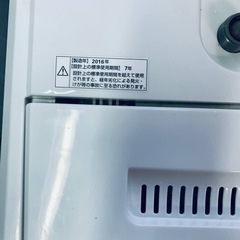 【製造年】2016年
【設計上の標準使用期間】 7年
設計上の標準使用期間を超えて使用
されますと、経年劣化による発火・
けが等の事故に至る恐れがあります。